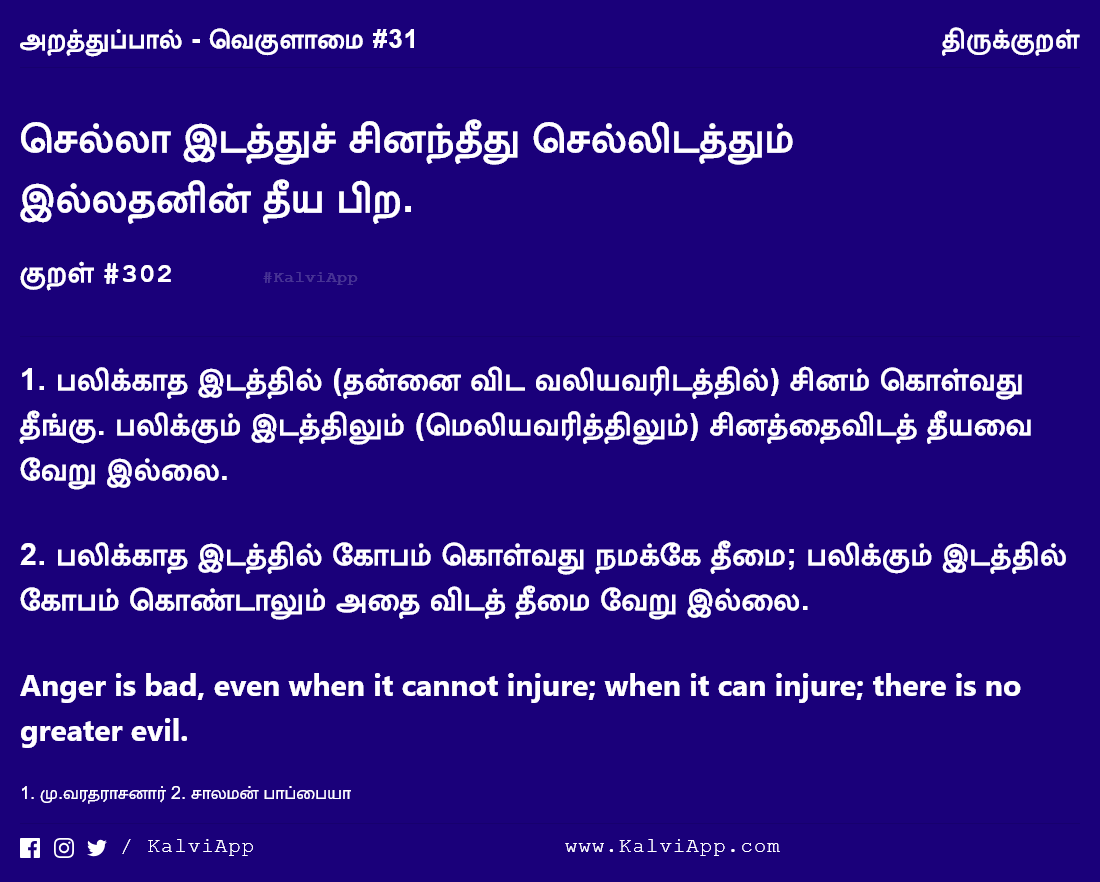 அறத்துப்பால் - வெகுளாமை #31
திருக்குறள்
செல்லா இடத்துச் சினந்தீது செல்லிடத்தும்
இல்லதனின் தீய பிற.
குறள் #302
#KalviApp
1. பலிக்காத இடத்தில் (தன்னை விட வலியவரிடத்தில்) சினம் கொள்வது
தீங்கு. பலிக்கும் இடத்திலும் (மெலியவரித்திலும்) சினத்தைவிடத் தீயவை
வேறு இல்லை.
2. பலிக்காத இடத்தில் கோபம் கொள்வது நமக்கே தீமை; பலிக்கும் இடத்தில்
கோபம் கொண்டாலும் அதை விடத் தீமை வேறு இல்லை.
Anger is bad, even when it cannot injure; when it can injure; there is no
greater evil.
1. மு.வரதராசனார் 2. சாலமன் பாப்பையா
/ KalviApp
www.KalviApp.com